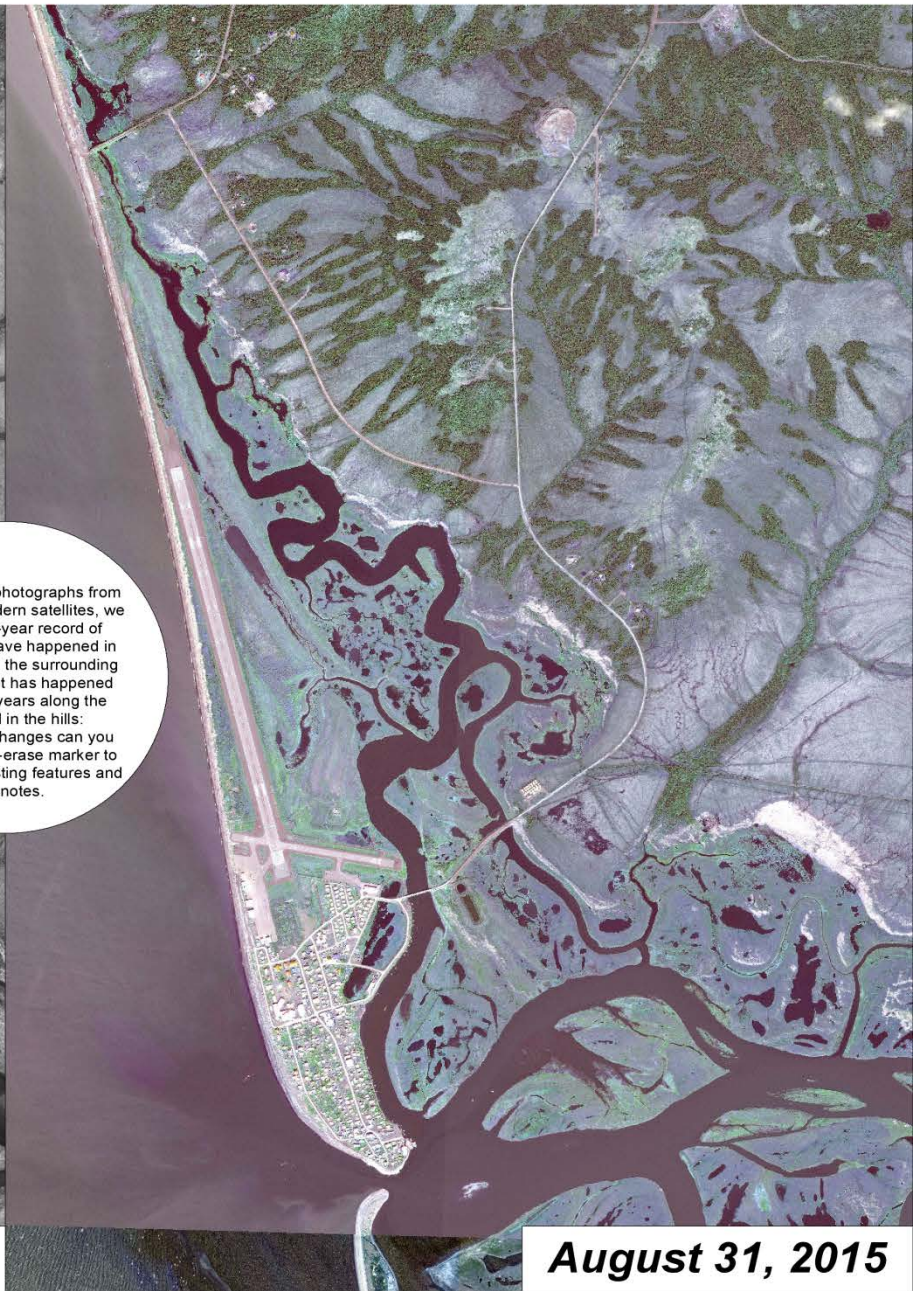 photographs from
dern satellites, we
-year record of
ave happened in
the surrounding
t has happened
years along the
d in the hills:
hanges can you
-erase marker to
sting features and
notes.
August 31, 2015